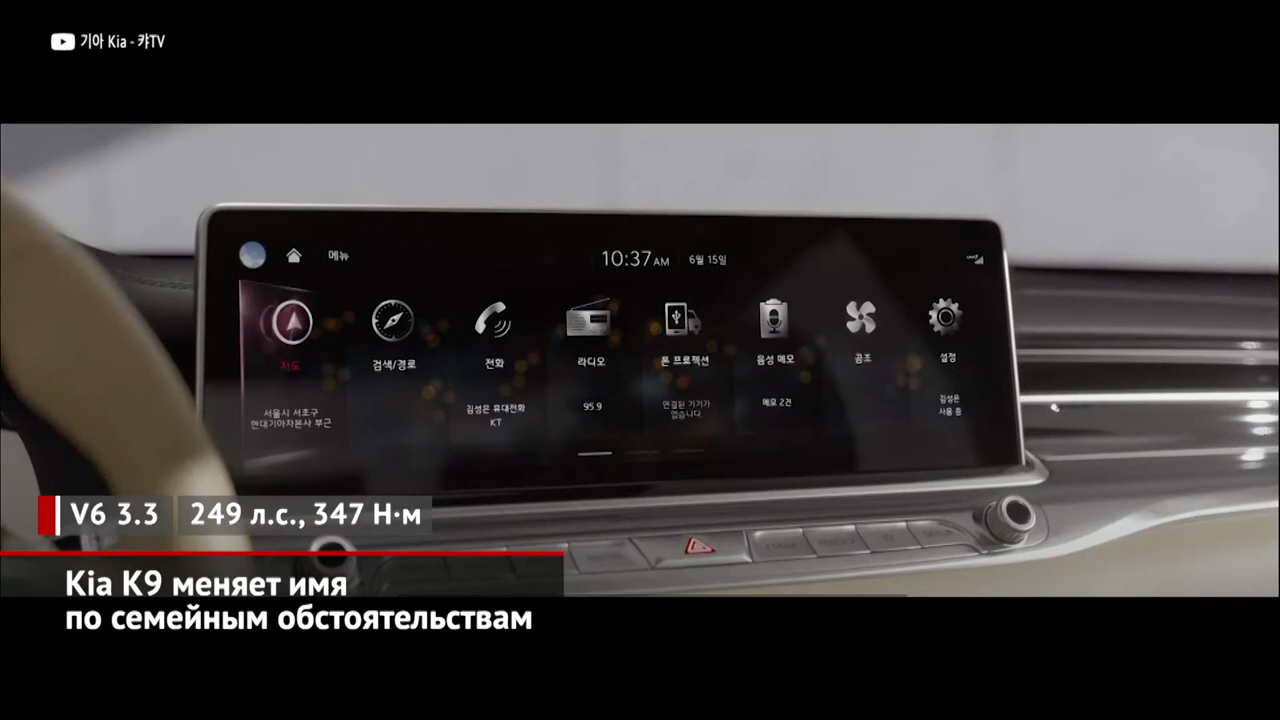 기아 Kia - 캬TV
메뉴
10:37 AM 6월 15일
지도
검색/경로
전화
라디오
폰 프로젝션
음성 메모
공조
설정
서울시 서초구
현대기아차본사 부근
김성은 휴대전화
KT
95.9
연결된 기기가
없습니다.
메모 2건
김성은
사용 중
V6 3.3
249 л.с., 347 Н·м
Kia K9 меняет имя
по семейным обстоятельствам